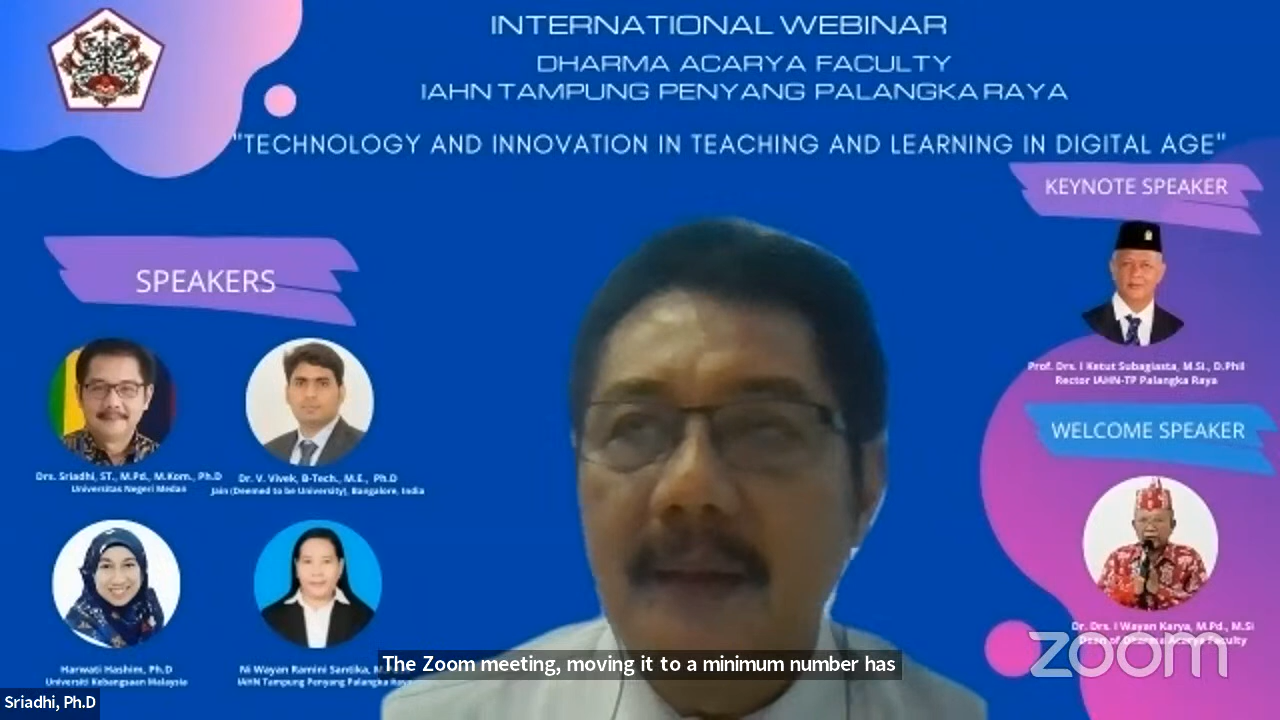 INTERNATIONAL WEBINAR
DHARMA ACARYA FACULTY
IAHN TAMPUNG PENYANG PALANGKA RAYA
"TECHNOLOGY AND INNOVATION IN TEACHING AND LEARNING IN DIGITAL AGE"
KEYNOTE SPEAKER
Prof. Drs. I Ketut Subagiasta, M.Si., D.Phil
Rector IAHN-TP Palangka Raya
SPEAKERS
Drs. Sriadhi, ST., M.Pd., M.Kom., Ph.D
Universitas Negeri Medan
Dr. V. Vivek, B-Tech., M.E., Ph.D
Jain (Deemed to be University), Bangalore, India
WELCOME SPEAKER
Dr. Drs. I Wayan Karya, M.Pd., M.Si
Dean of Dharma Acarya Faculty
Harwati Hashim, Ph.D
Universiti Kebangsaan Malaysia
Ni Wayan Ramini Santika,
IAHN Tampung Penyang Palangka Raya
The Zoom meeting, moving it to a minimum number has
zoom
Sriadhi, Ph.D